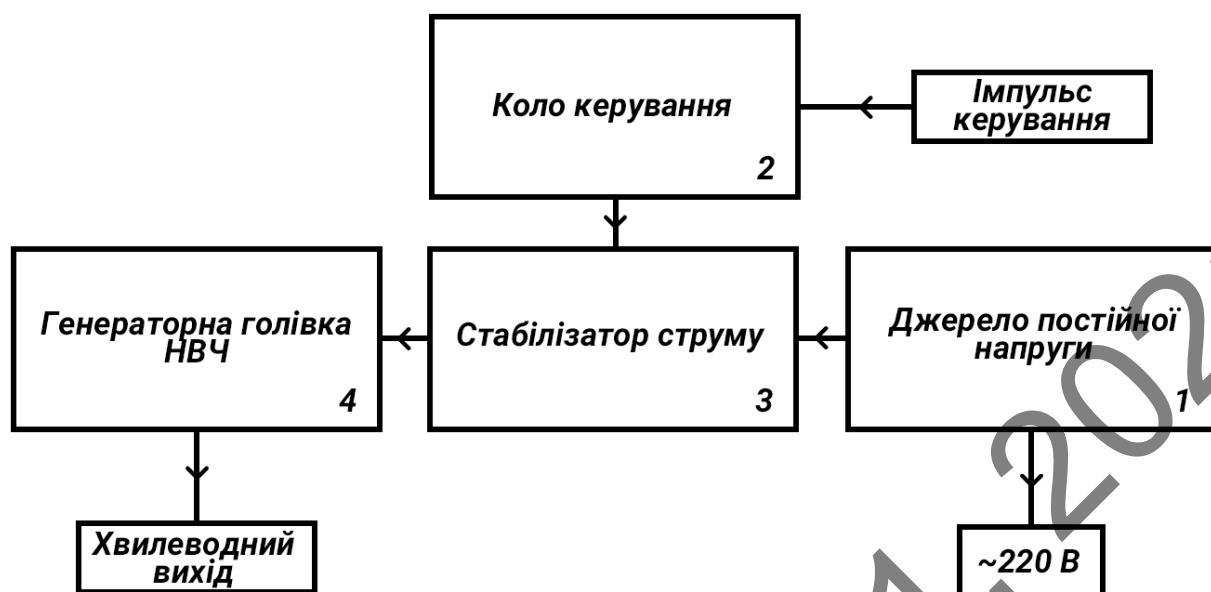 Коло керування
2
Імпульс
керування
Генераторна голівка
НВЧ
4
Стабілізатор струму
3
Джерело постійної
напруги
1
Хвилеводний
вихід
~220 В